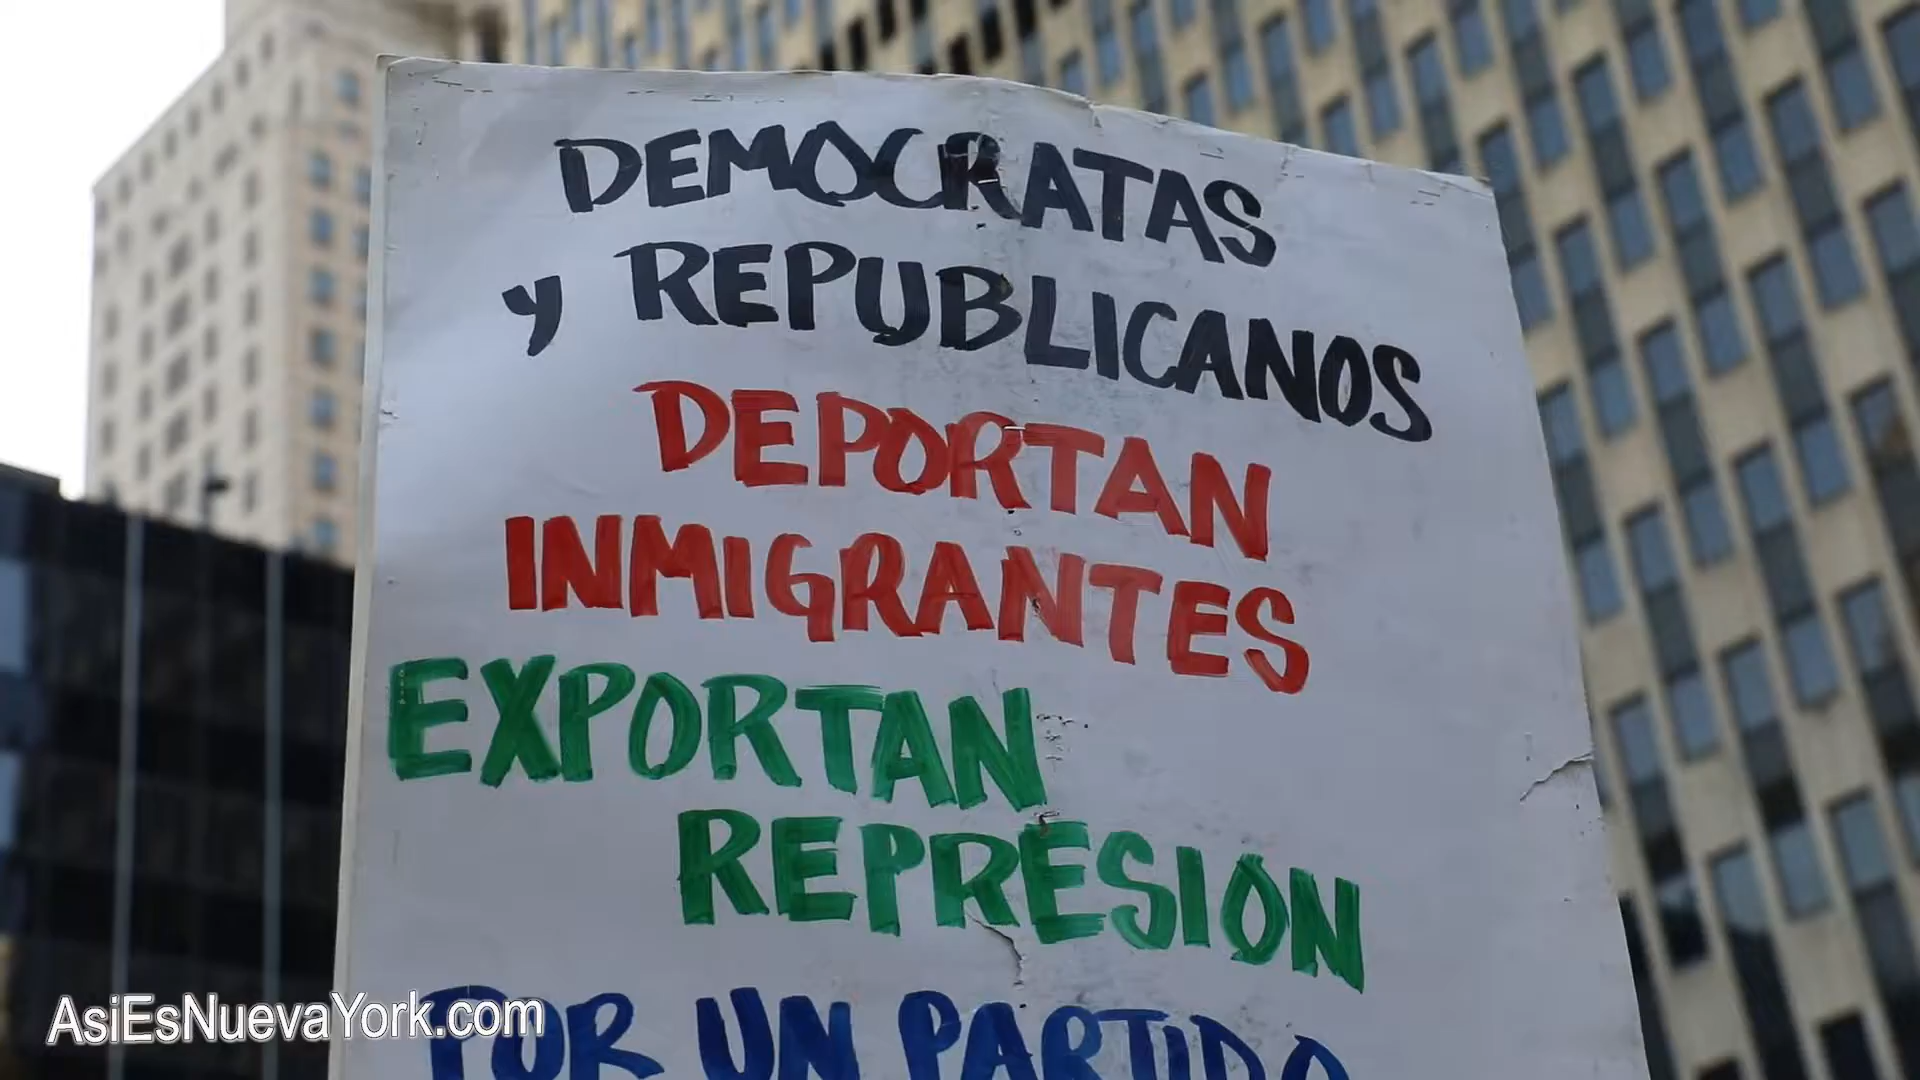 DEMOCRATAS
y REPUBLICANOS
DEPORTAN
INMIGRANTES
EXPORTAN
REPRESION
POR UN PARTIDO
AsiEsNuevaYork.com